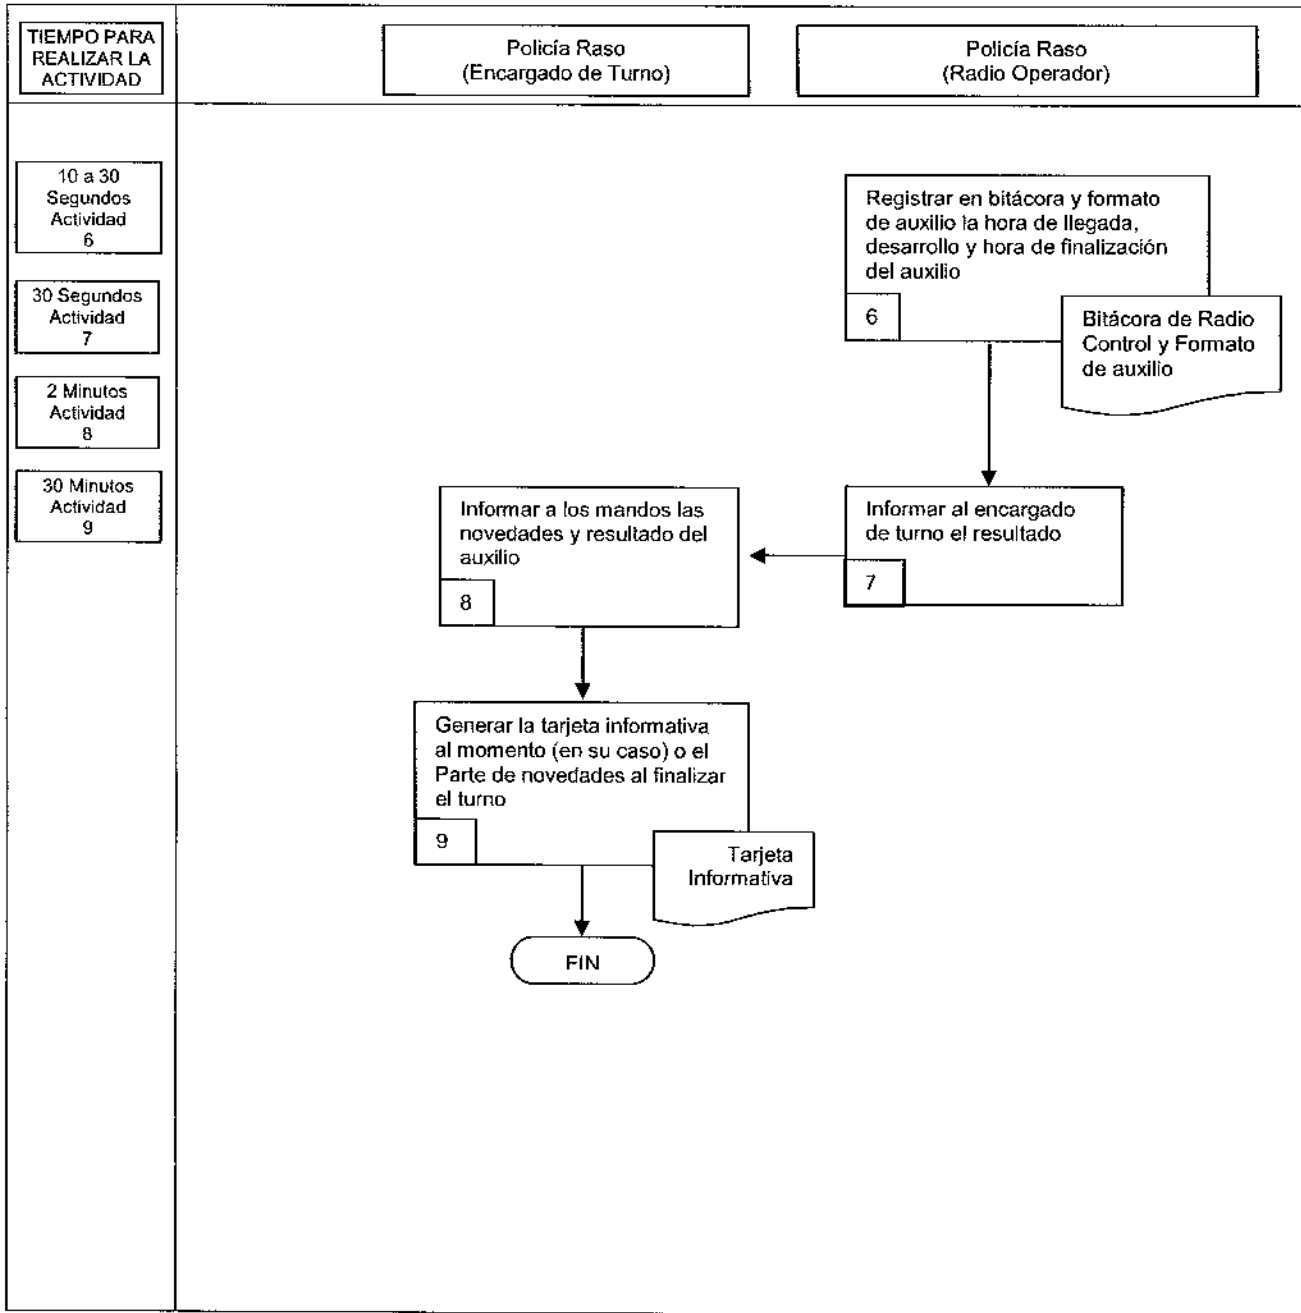 TIEMPO PARA
REALIZAR LA
ACTIVIDAD
Policía Raso
(Encargado de Turno)
Policía Raso
(Radio Operador)
10 a 30
Segundos
Actividad
6
30 Segundos
Actividad
7
2 Minutos
Actividad
8
30 Minutos
Actividad
9
Registrar en bitácora y formato
de auxilio la hora de llegada,
desarrollo y hora de finalización
del auxilio
6
Bitácora de Radio
Control y Formato
de auxilio
Informar al encargado
de turno el resultado
7
Informar a los mandos las
novedades y resultado del
auxilio
8
Generar la tarjeta informativa
al momento (en su caso) o el
Parte de novedades al finalizar
el turno
9
Tarjeta
Informativa
FIN